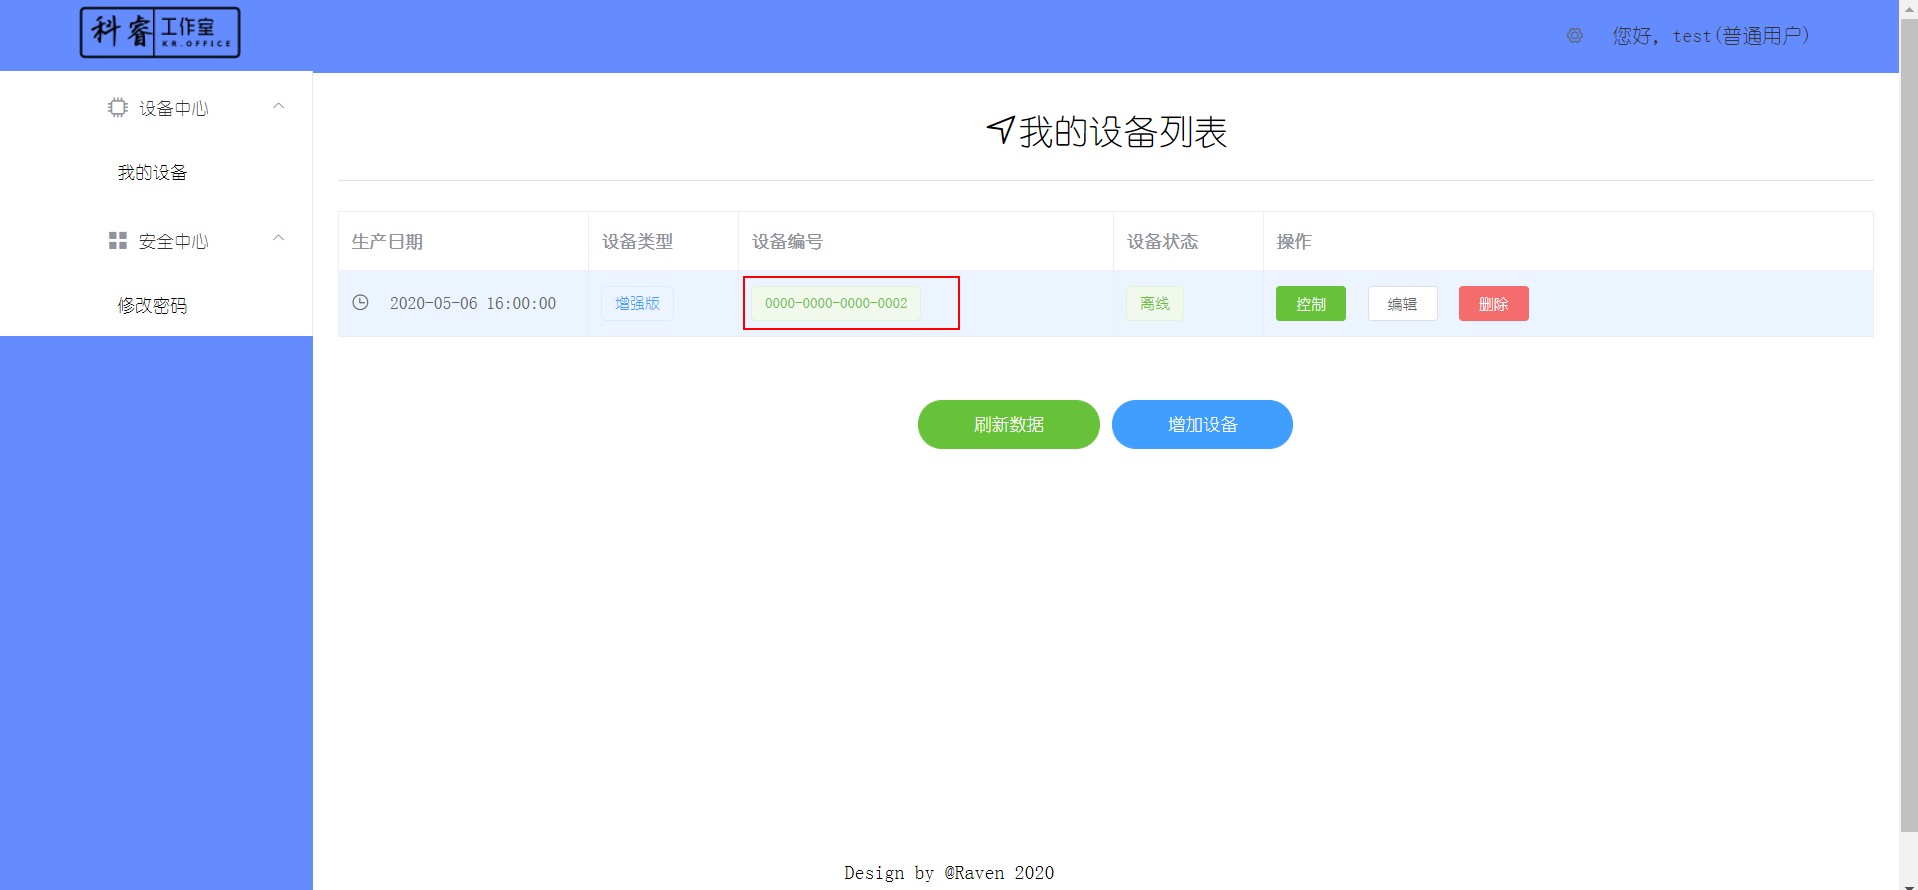 科睿 工作室
KR.OFFICE
您好, test(普通用户)
设备中心
我的设备
安全中心
修改密码
我的设备列表
生产日期 设备类型 设备编号 设备状态 操作
2020-05-06 16:00:00 增强版 0000-0000-0000-0002 离线 控制 编辑 删除
刷新数据 增加设备
Design by @Raven 2020